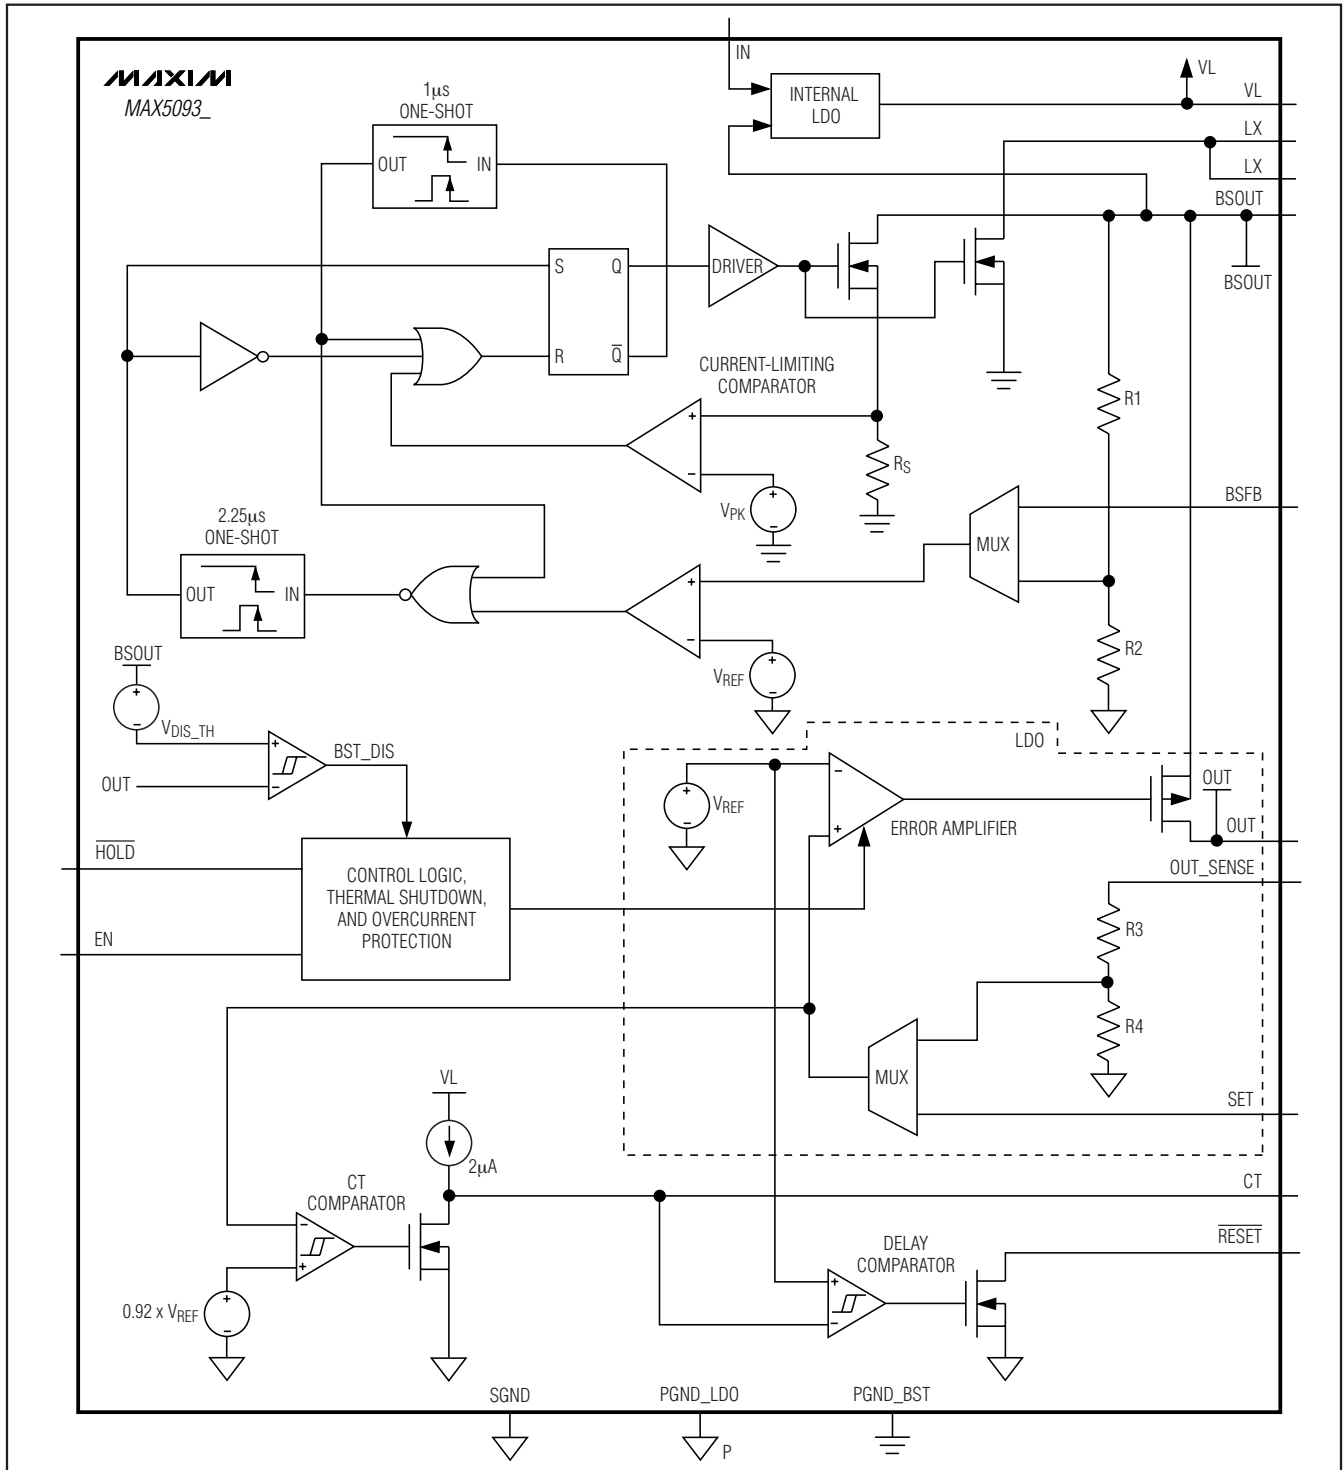 MAXIM
MAX5093_
IN
INTERNAL
LDO
VL
VL
LX
LX
BSOUT
BSOUT
1µs
ONE-SHOT
OUT
IN
S
Q
R
Q̅
DRIVER
CURRENT-LIMITING
COMPARATOR
+
−
RS
VPK
+
−
R1
BSFB
MUX
R2
2.25µs
ONE-SHOT
OUT
IN
+
−
VREF
+
−
BSOUT
+
−
VDIS_TH
OUT
+
−
BST_DIS
LDO
+
−
VREF
−
+
ERROR AMPLIFIER
OUT
OUT
OUT_SENSE
H̅O̅L̅D̅
EN
CONTROL LOGIC,
THERMAL SHUTDOWN,
AND OVERCURRENT
PROTECTION
R3
R4
MUX
SET
VL
2µA
CT
COMPARATOR
−
+
0.92 x VREF
+
−
CT
DELAY
COMPARATOR
+
−
R̅E̅S̅E̅T̅
SGND
PGND_LDO
P
PGND_BST